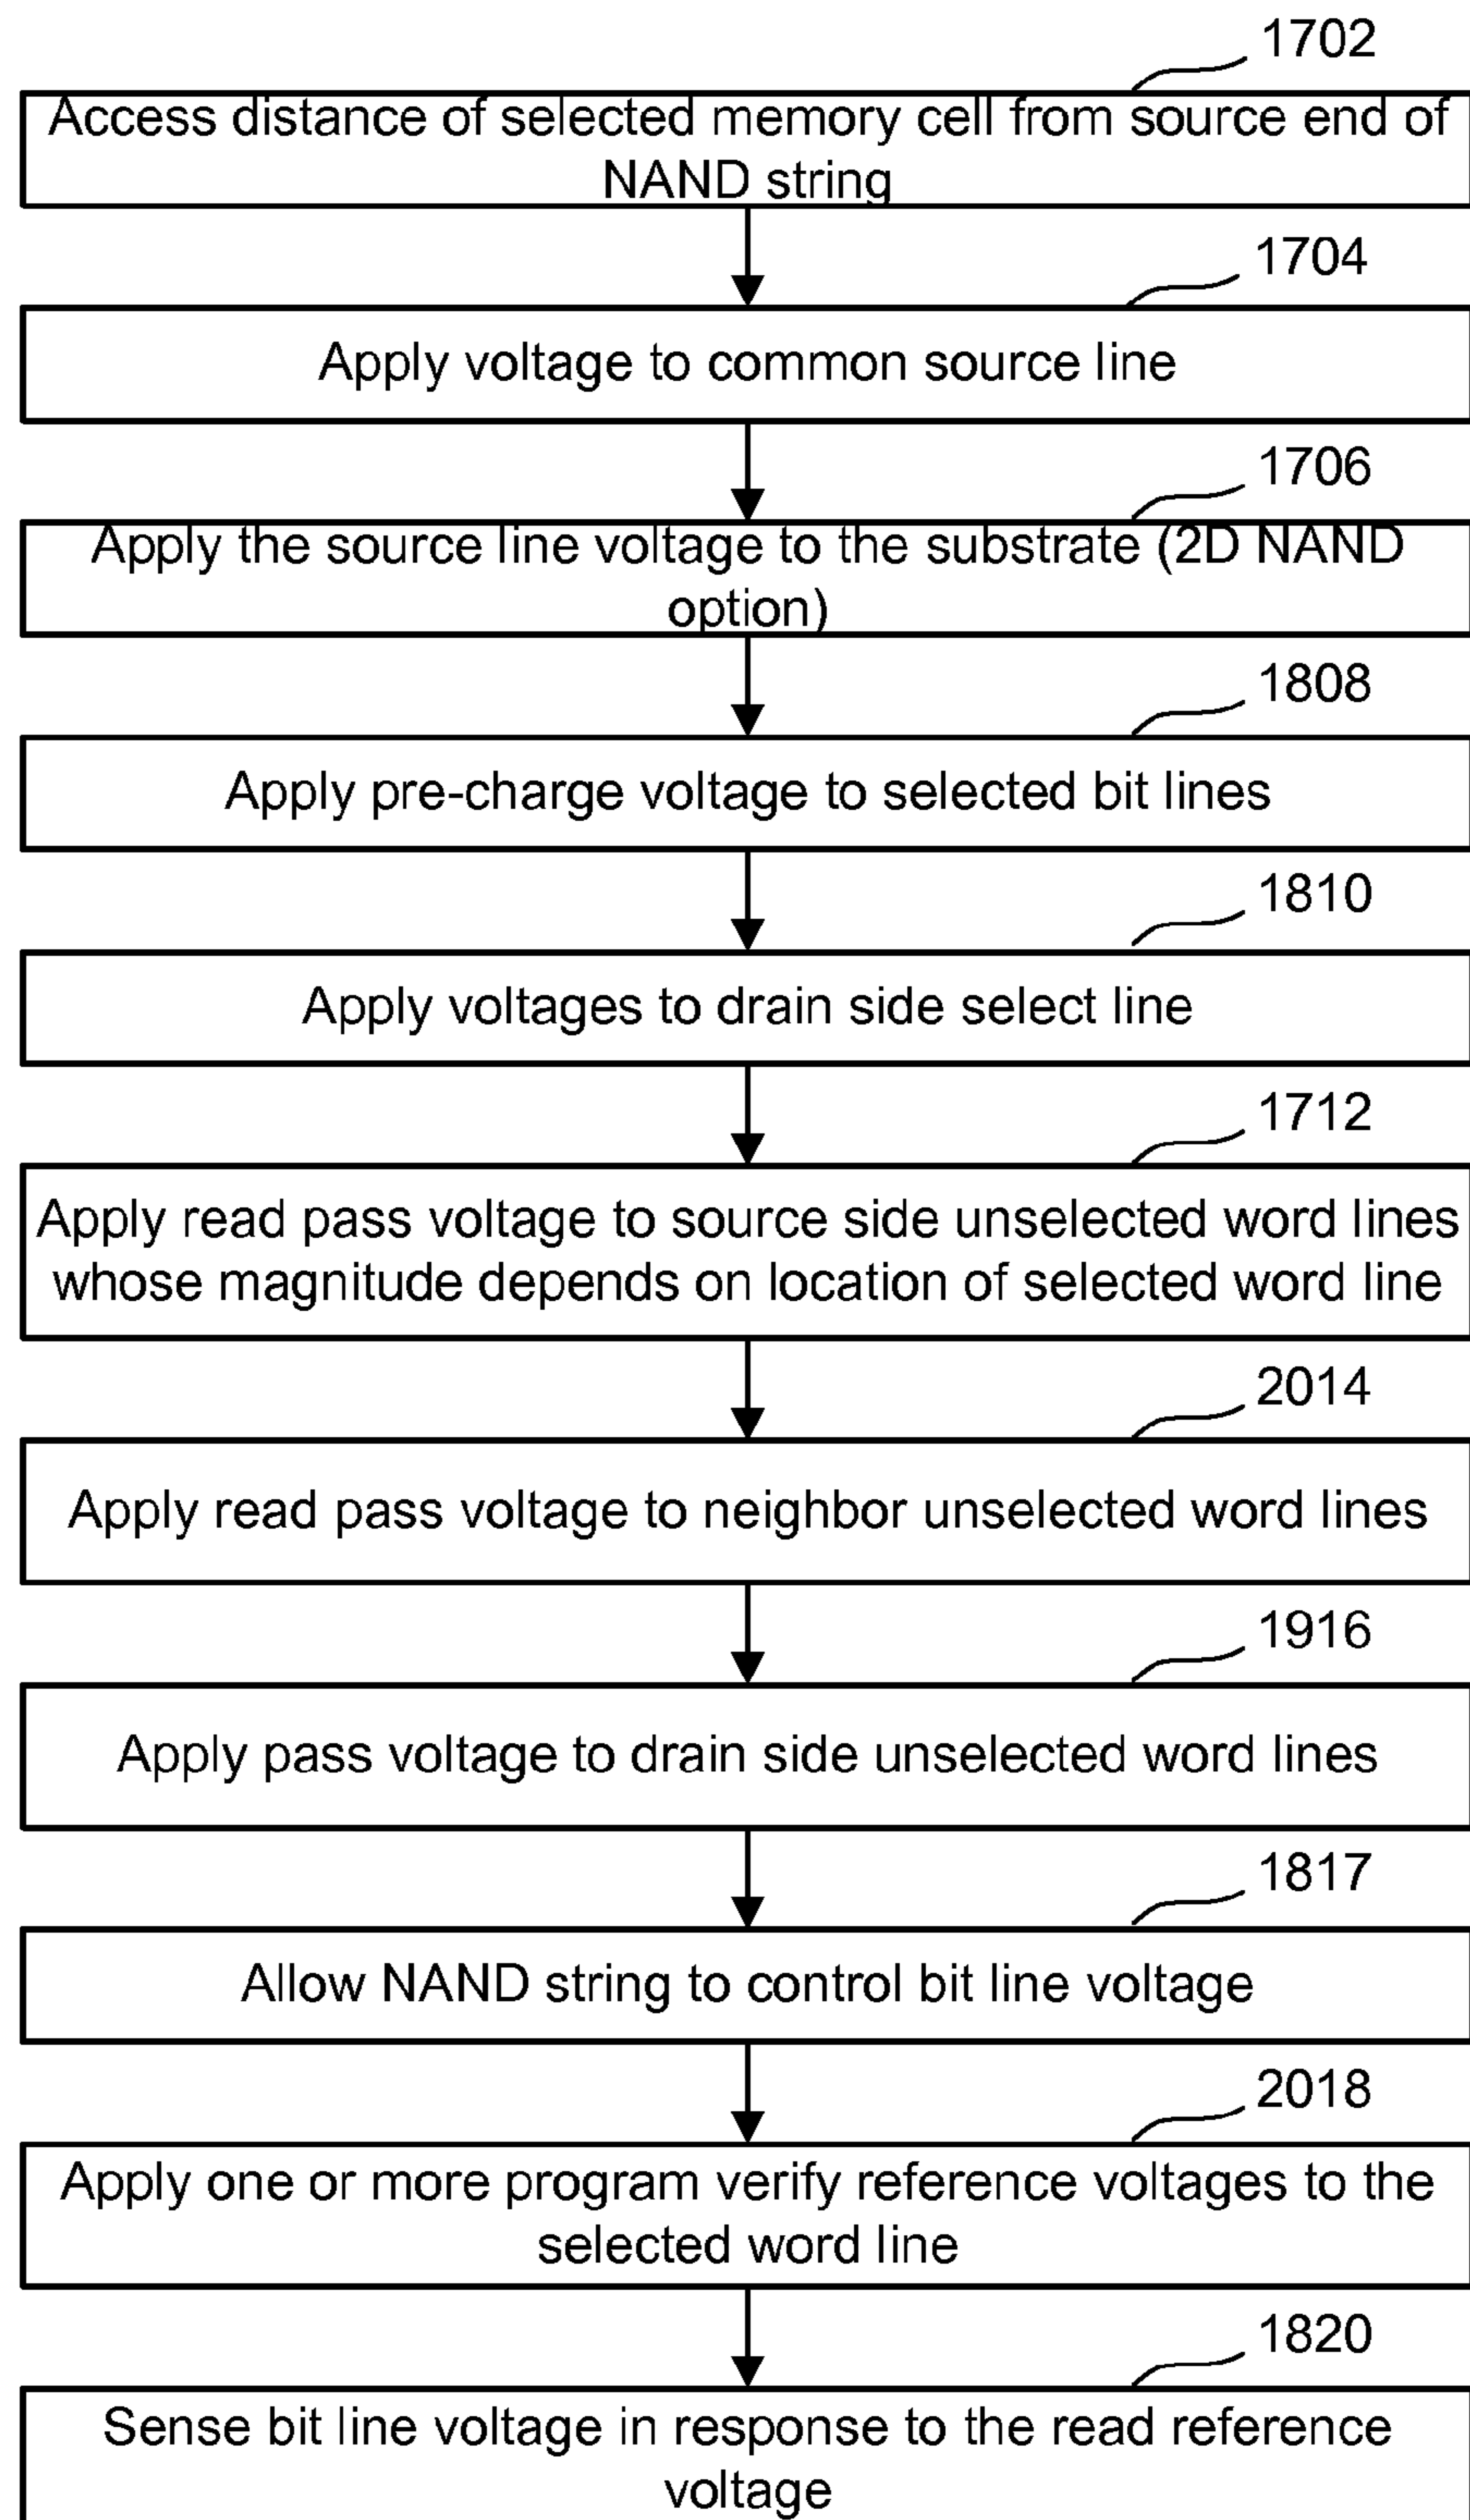 1702
Access distance of selected memory cell from source end of
NAND string
1704
Apply voltage to common source line
1706
Apply the source line voltage to the substrate (2D NAND
option)
1808
Apply pre-charge voltage to selected bit lines
1810
Apply voltages to drain side select line
1712
Apply read pass voltage to source side unselected word lines
whose magnitude depends on location of selected word line
2014
Apply read pass voltage to neighbor unselected word lines
1916
Apply pass voltage to drain side unselected word lines
1817
Allow NAND string to control bit line voltage
2018
Apply one or more program verify reference voltages to the
selected word line
1820
Sense bit line voltage in response to the read reference
voltage